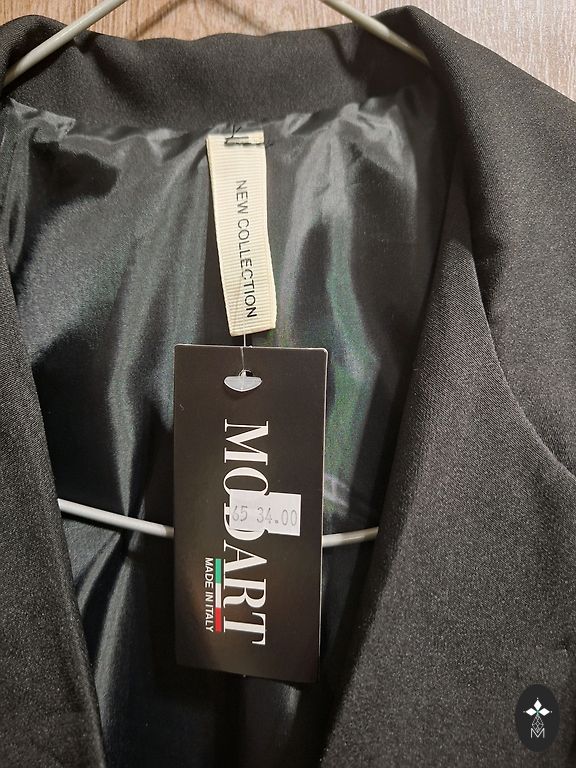 NEW COLLECTION
MODART
65 34.00
MADE IN ITALY
M